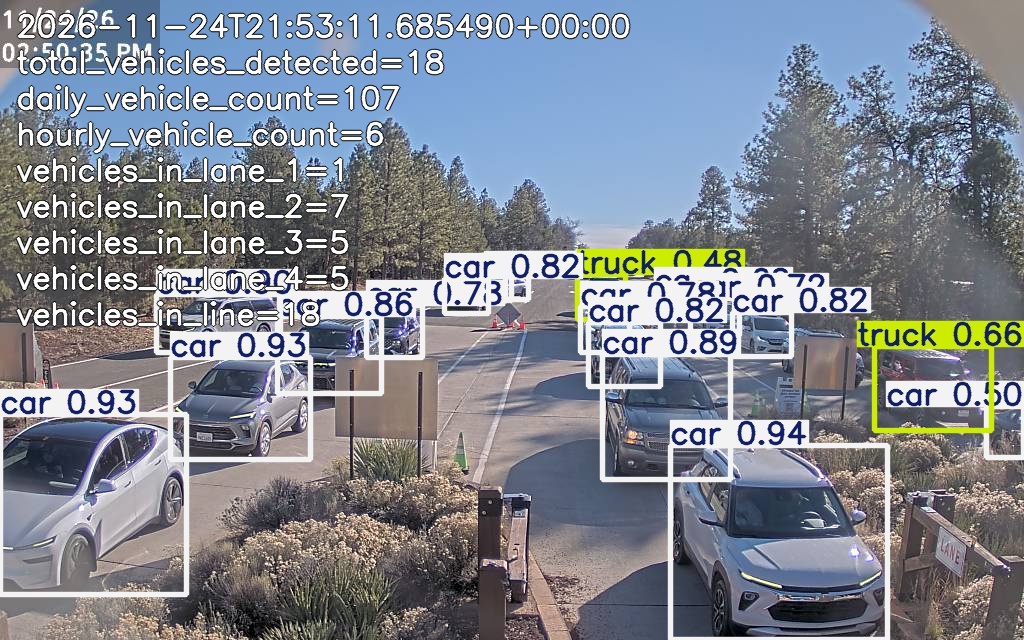 2026-11-24T21:53:11.685490+00:00
02:50:35 PM
total_vehicles_detected=18
daily_vehicle_count=107
hourly_vehicle_count=6
vehicles_in_lane_1=1
vehicles_in_lane_2=7
vehicles_in_lane_3=5
vehicles_in_lane_4=5
vehicles_in_line=18
car 0.82
truck 0.48
car 0.86
car 0.78
car 0.82
car 0.82
car 0.93
car 0.89
truck 0.66
car 0.93
car 0.50
car 0.94
LANE